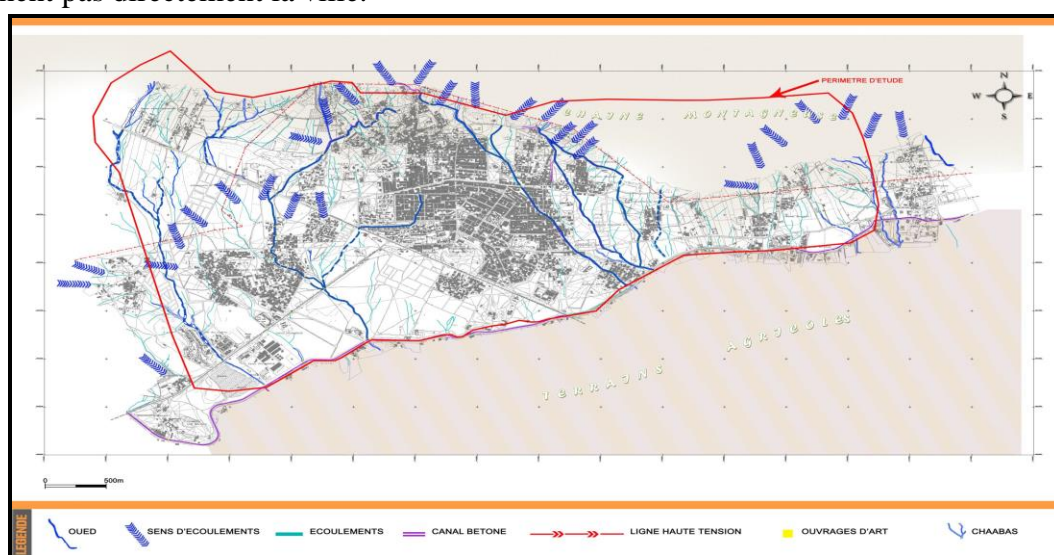 ment pas directement la ville.
PERIMETRE D'ETUDE
N
W E
S
MONTAGNEUSE
TERRAINS AGRICOLES
0 500m
LEGENDE
OUED
SENS D'ECOULEMENTS
ECOULEMENTS
CANAL BETONE
LIGNE HAUTE TENSION
OUVRAGES D'ART
CHAABAS